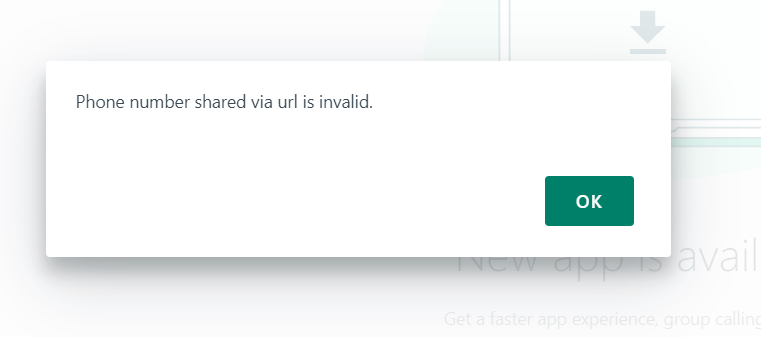 Phone number shared via url is invalid.
OK
New app is avail
Get a faster app experience, group calling